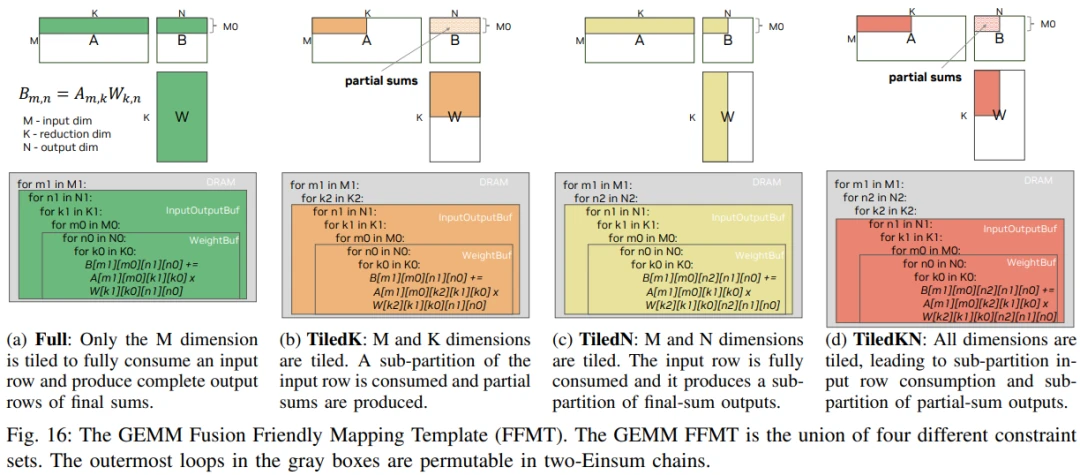 K
N
M
A
B
M0
B_{m,n} = A_{m,k}W_{k,n}
M - input dim
K - reduction dim
N - output dim
K
W
for m1 in M1:
DRAM
for n1 in N1:
for k1 in K1:
InputOutputBuf
for m0 in M0:
for n0 in N0:
WeightBuf
for k0 in K0:
B[m1][m0][n1][n0] +=
A[m1][m0][k1][k0] x
W[k1][k0][n1][n0]
(a) Full: Only the M dimension
is tiled to fully consume an input
row and produce complete output
rows of final sums.
K
N
M
A
B
M0
partial sums
K
W
for m1 in M1:
DRAM
for k2 in K2:
for n1 in N1:
InputOutputBuf
for k1 in K1:
for m0 in M0:
for n0 in N0:
WeightBuf
for k0 in K0:
B[m1][m0][n1][n0] +=
A[m1][m0][k2][k1][k0] x
W[k2][k1][k0][n1][n0]
(b) TiledK: M and K dimensions
are tiled. A sub-partition of the
input row is consumed and partial
sums are produced.
K
N
M
A
B
M0
K
W
for m1 in M1:
DRAM
for n2 in N2:
for n1 in N1:
InputOutputBuf
for k1 in K1:
for m0 in M0:
for n0 in N0:
WeightBuf
for k0 in K0:
B[m1][m0][n2][n1][n0] +=
A[m1][m0][k1][k0] x
W[k1][k0][n2][n1][n0]
(c) TiledN: M and N dimensions
are tiled. The input row is fully
consumed and it produces a sub-
partition of final-sum outputs.
K
N
M
A
B
M0
partial sums
K
W
for m1 in M1:
DRAM
for n2 in N2:
for k2 in K2:
for n1 in N1:
InputOutputBuf
for k1 in K1:
for m0 in M0:
for n0 in N0:
WeightBuf
for k0 in K0:
B[m1][m0][n2][n1][n0] +=
A[m1][m0][k2][k1][k0] x
W[k2][k1][k0][n2][n1][n0]
(d) TiledKN: All dimensions are
tiled, leading to sub-partition in-
put row consumption and sub-
partition of partial-sum outputs.
Fig. 16: The GEMM Fusion Friendly Mapping Template (FFMT). The GEMM FFMT is the union of four different constraint
sets. The outermost loops in the gray boxes are permutable in two-Einsum chains.